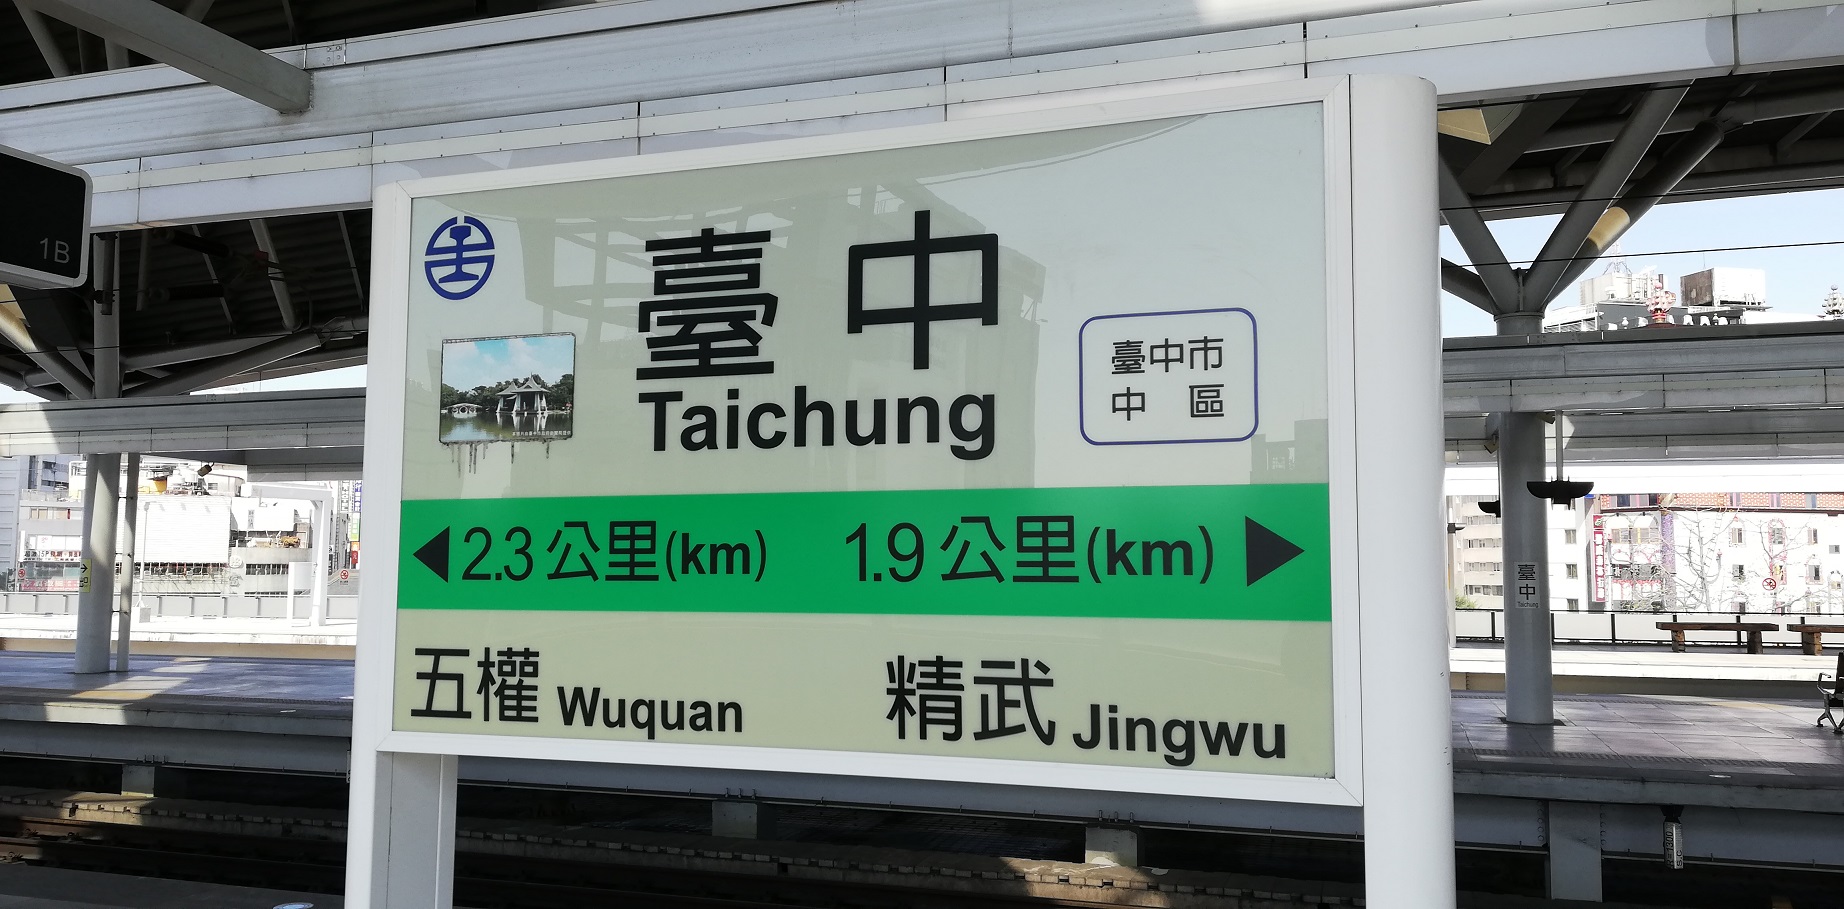 1B
臺中
Taichung
臺中市
中區
2.3公里(km)
1.9公里(km)
五權 Wuquan
精武 Jingwu
臺中
Taichung